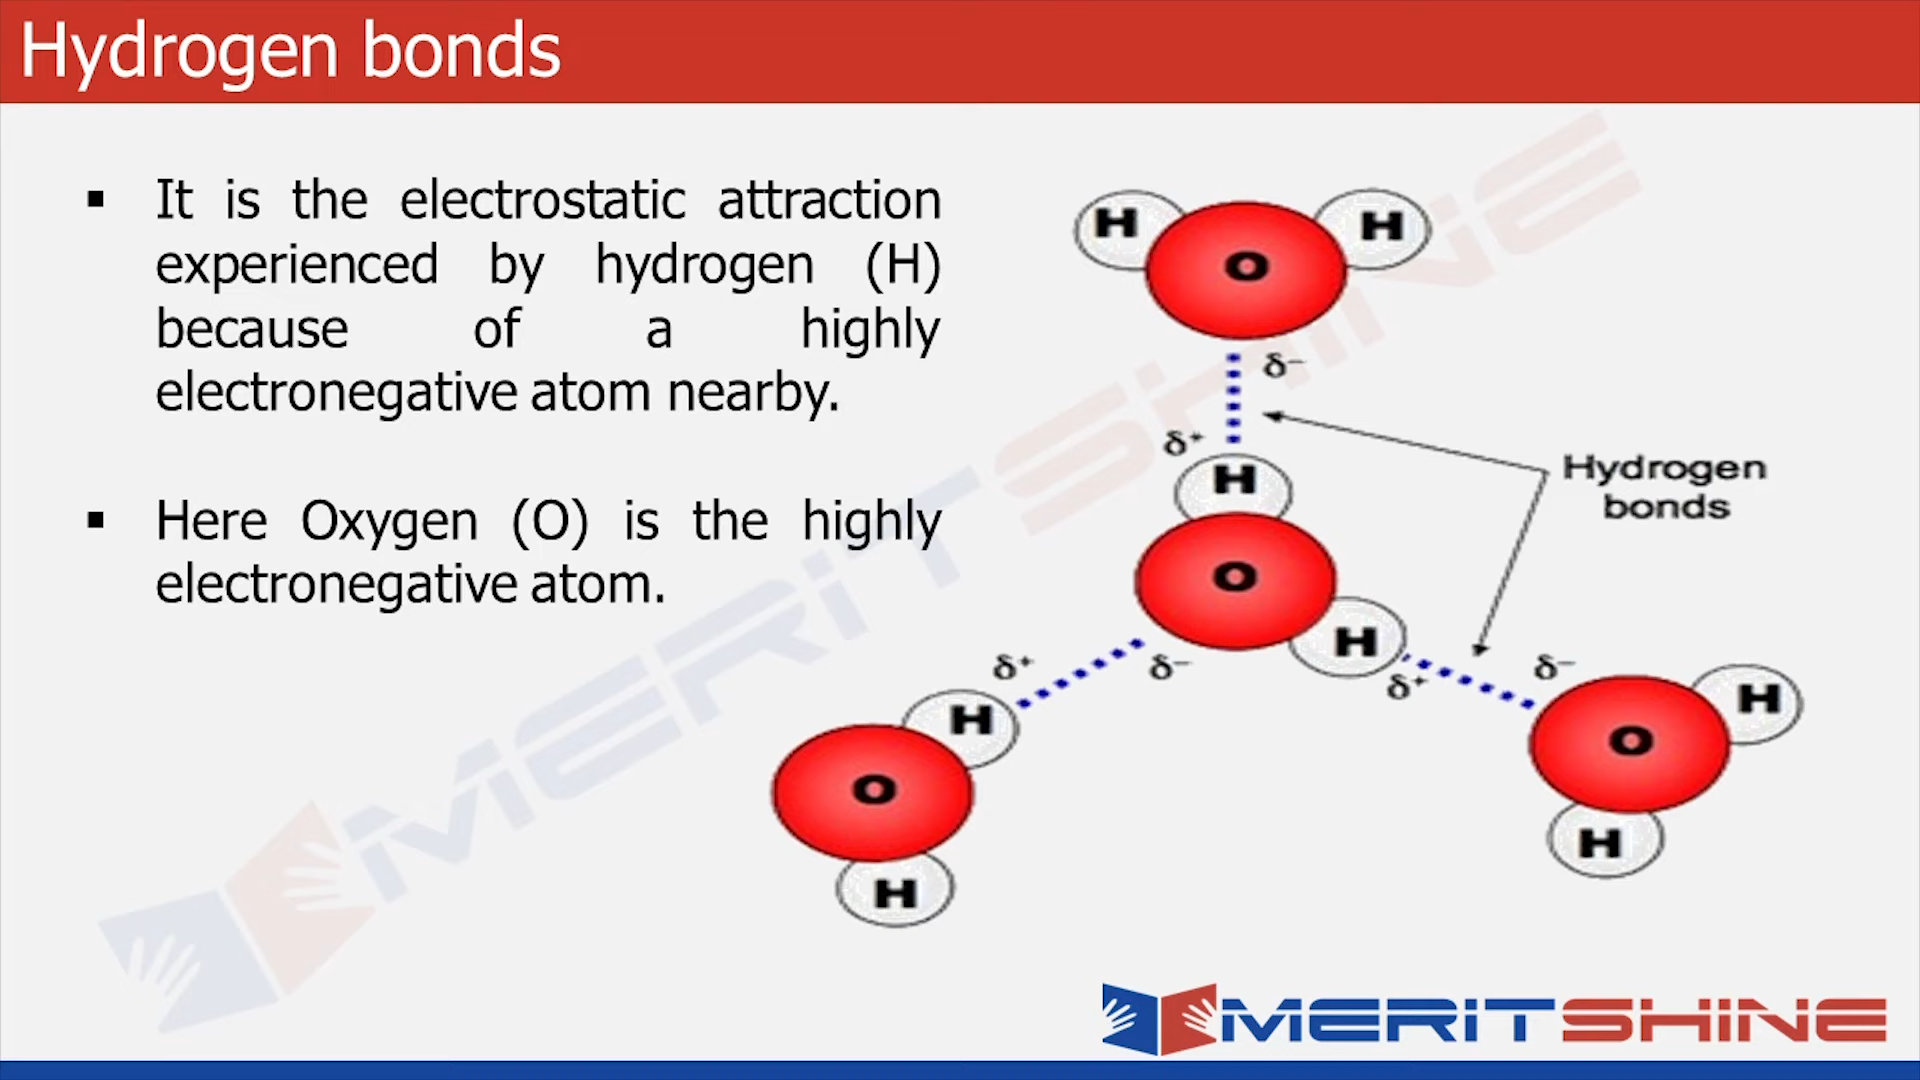 Hydrogen bonds
▪ It is the electrostatic attraction
experienced by hydrogen (H)
because of a highly
electronegative atom nearby.
▪ Here Oxygen (O) is the highly
electronegative atom.
H
H
O
δ⁻
δ⁺
H
O
H
Hydrogen
bonds
δ⁺
δ⁻
δ⁺
δ⁻
H
O
H
H
O
H
MERITSHINE
MERITSHINE